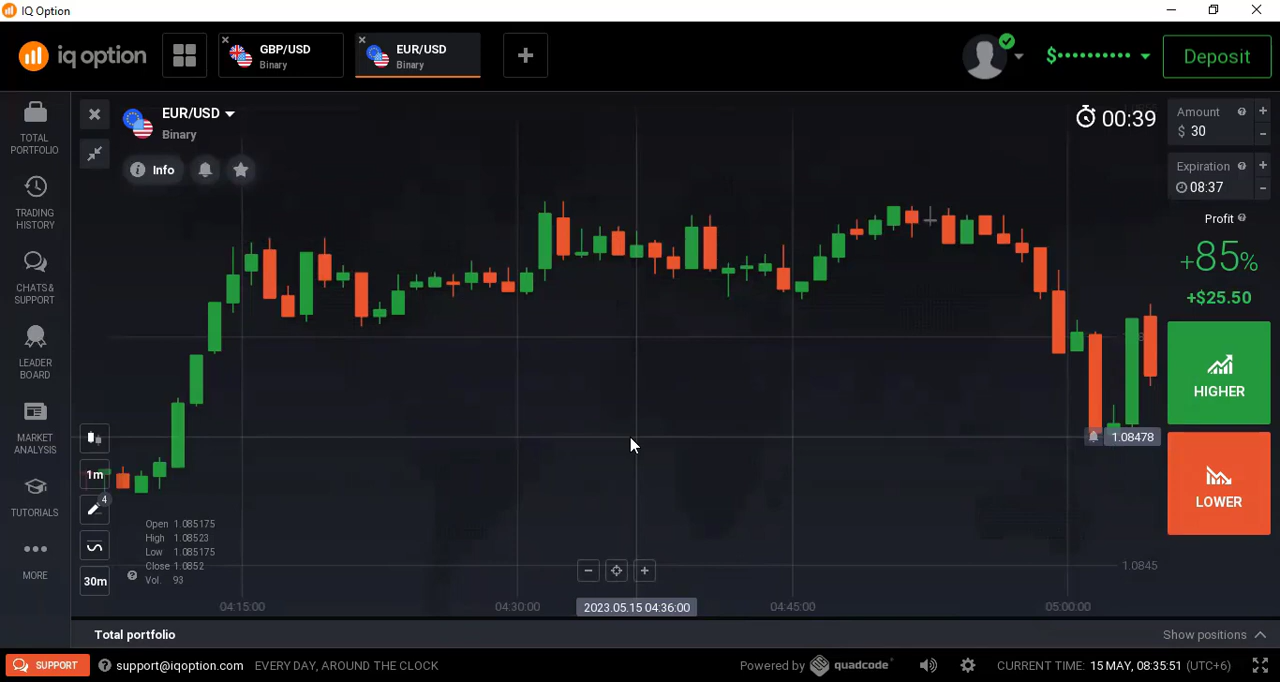 IQ Option
iq option
GBP/USD
Binary
EUR/USD
Binary
$••••••••••
Deposit
TOTAL
PORTFOLIO
TRADING
HISTORY
CHATS &
SUPPORT
LEADER
BOARD
MARKET
ANALYSIS
TUTORIALS
MORE
EUR/USD
Binary
Info
00:39
Amount
$ 30
Expiration
08:37
Profit
+85%
+$25.50
HIGHER
LOWER
1.08478
1.0845
1m
4
30m
Open 1.085175
High 1.08523
Low 1.085175
Close 1.0852
Vol. 93
04:15:00
04:30:00
2023.05.15 04:36:00
04:45:00
05:00:00
Total portfolio
Show positions
SUPPORT
support@iqoption.com
EVERY DAY, AROUND THE CLOCK
Powered by quadcode
CURRENT TIME: 15 MAY, 08:35:51 (UTC+6)